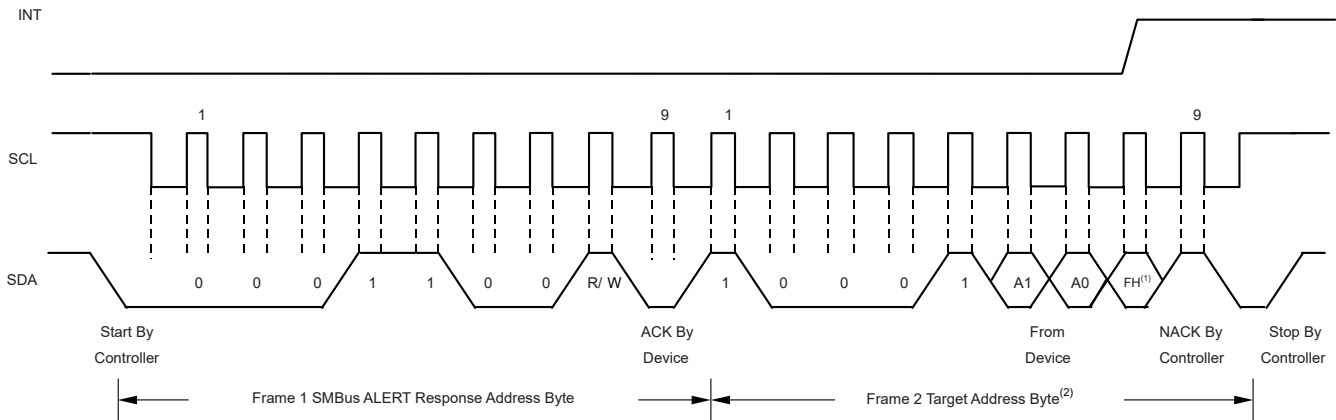 INT
1 9 1 9
SCL
SDA
0 0 0 1 1 0 0 R/ W 1 0 0 0 1 A1 A0 FH(1)
Start By
Controller
ACK By
Device
From
Device
NACK By
Controller
Stop By
Controller
Frame 1 SMBus ALERT Response Address Byte
Frame 2 Target Address Byte(2)